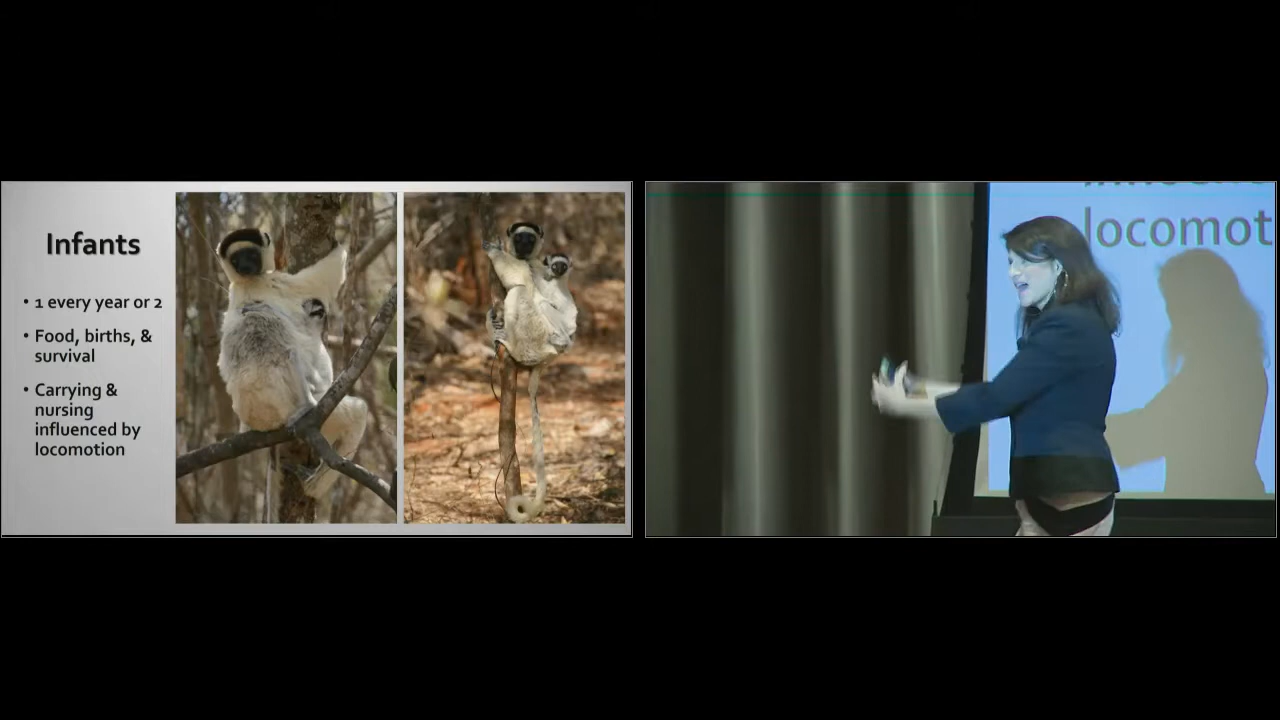 Infants
• 1 every year or 2
• Food, births, &
survival
• Carrying &
nursing
influenced by
locomotion
locomot